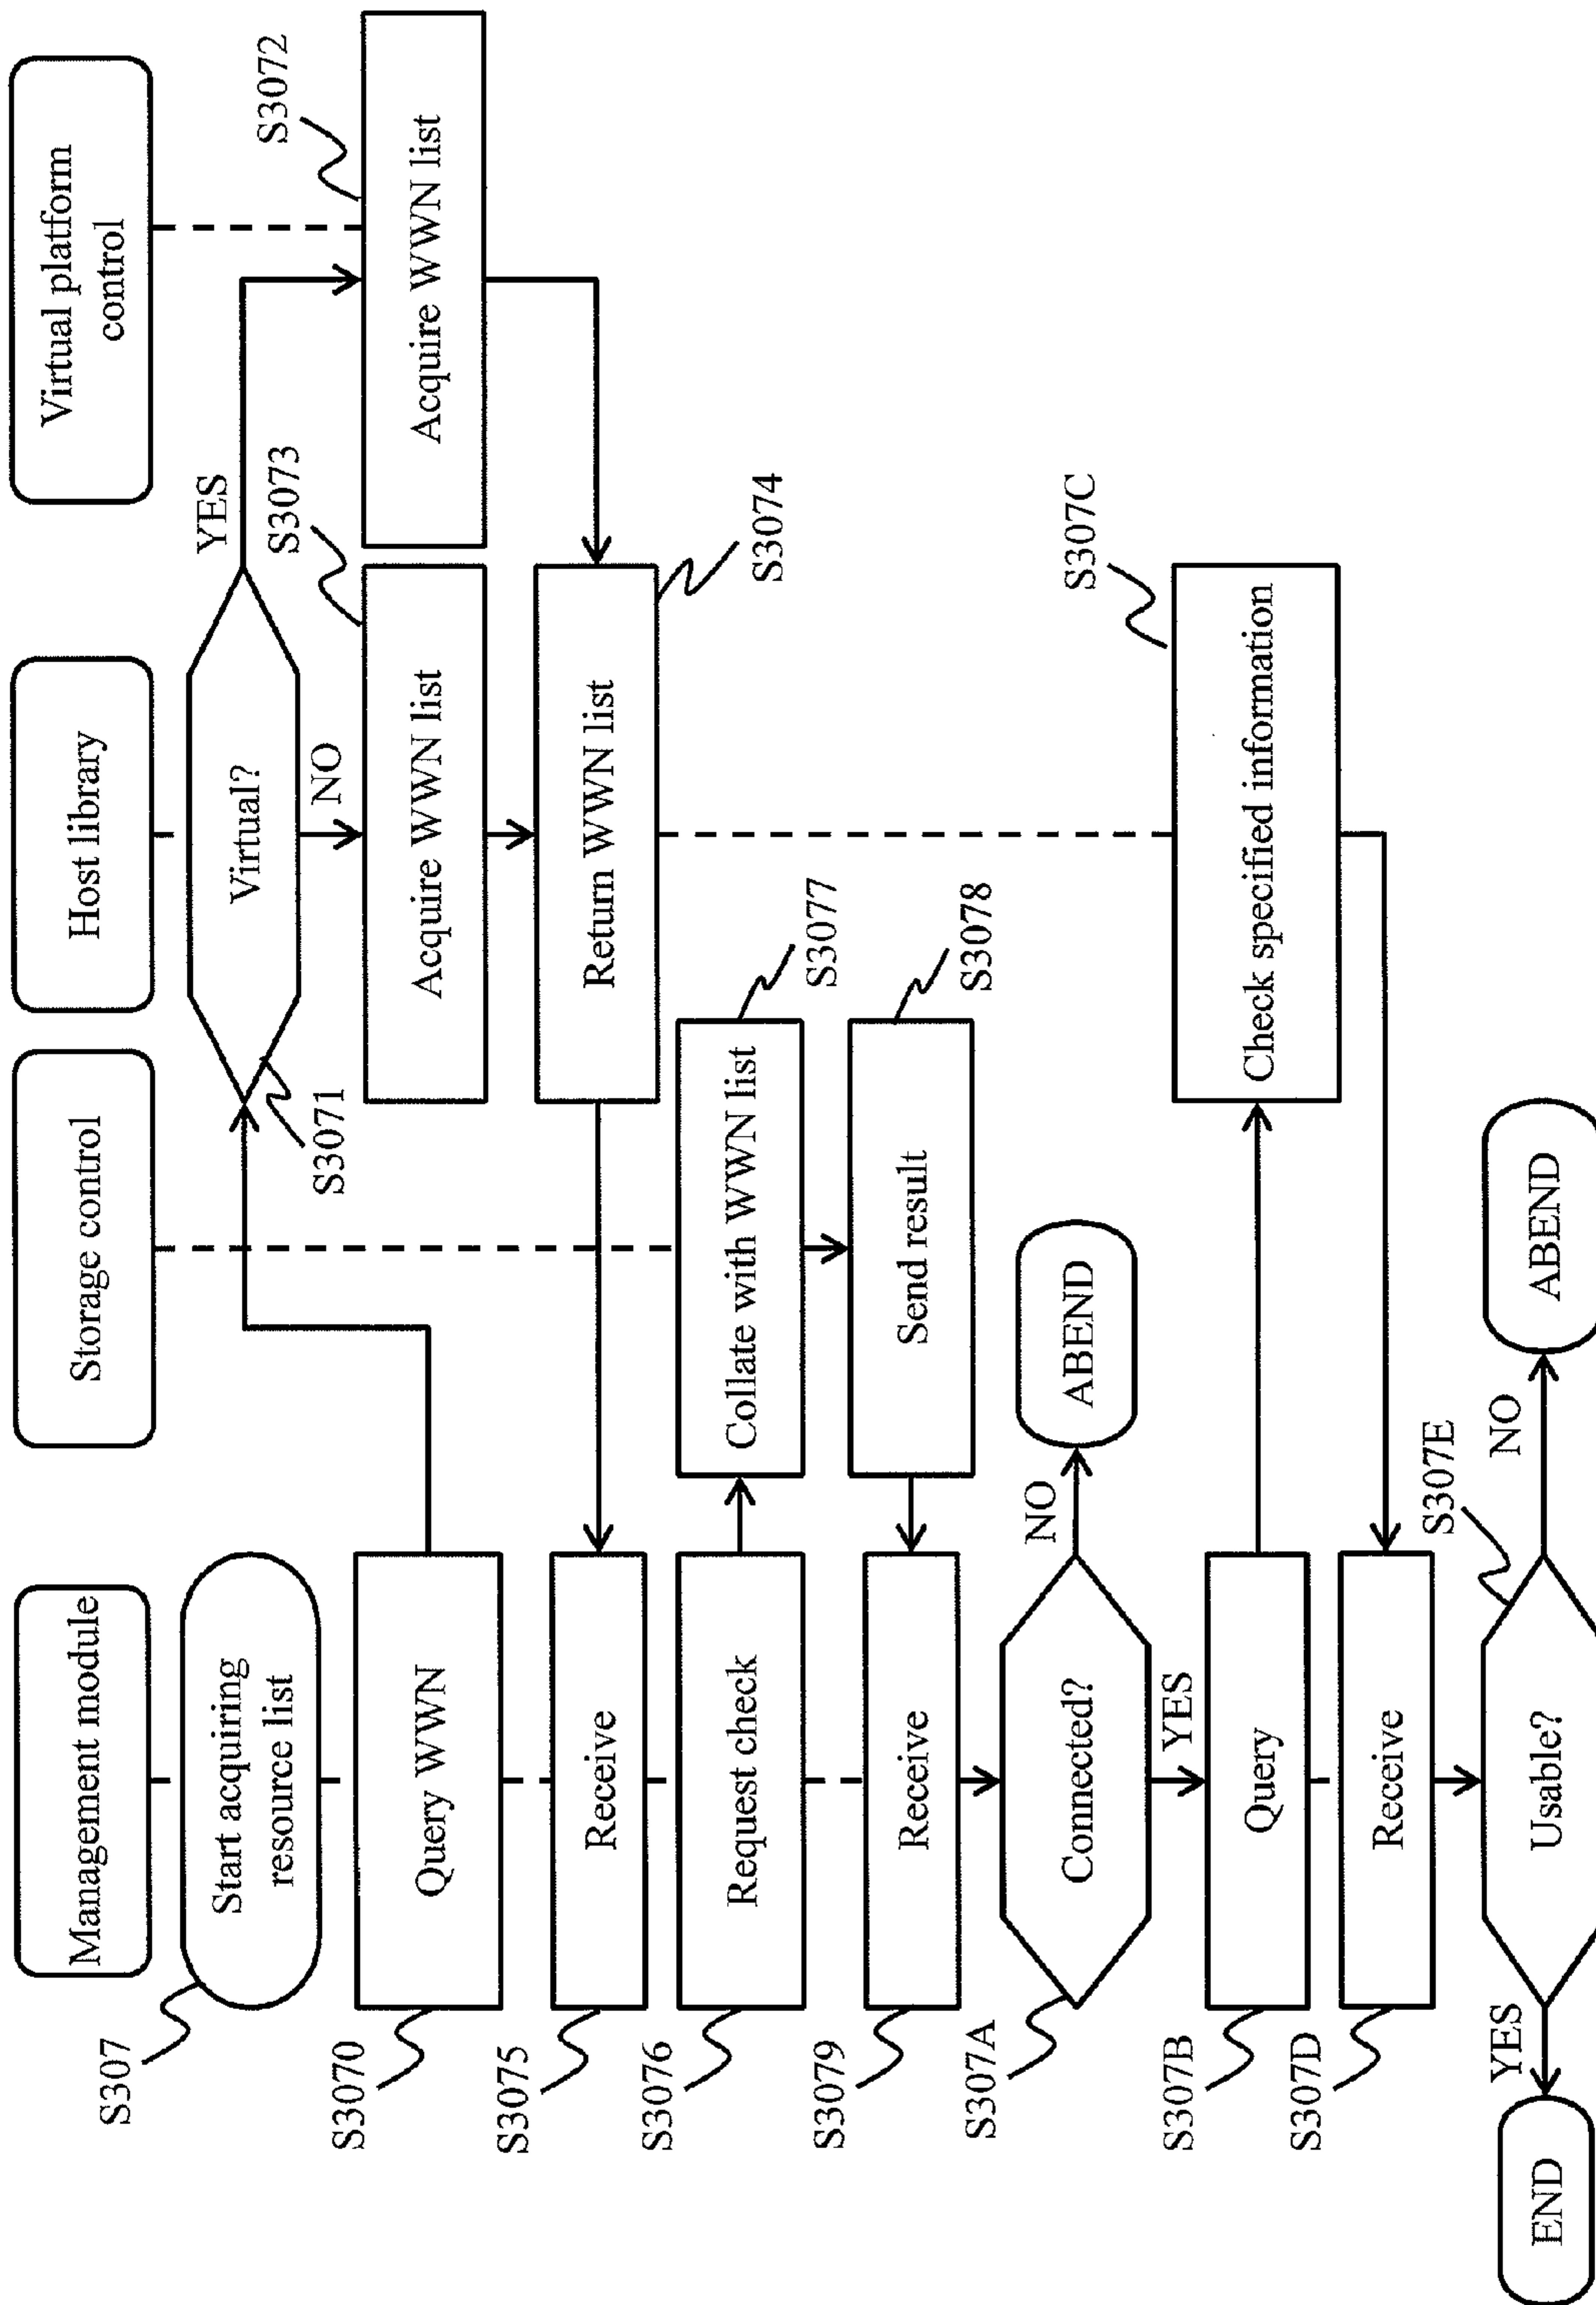 Management module
Storage control
Host library
Virtual platform
control
S307
Start acquiring
resource list
S3071
Virtual?
YES
NO
S3070
Query WWN
S3073
Acquire WWN list
S3072
Acquire WWN list
S3075
Receive
Return WWN list
S3074
S3076
Request check
Collate with WWN list
S3077
S3079
Receive
Send result
S3078
S307A
Connected?
NO
ABEND
YES
S307B
Query
Check specified information
S307C
S307D
Receive
S307E
Usable?
YES
END
NO
ABEND